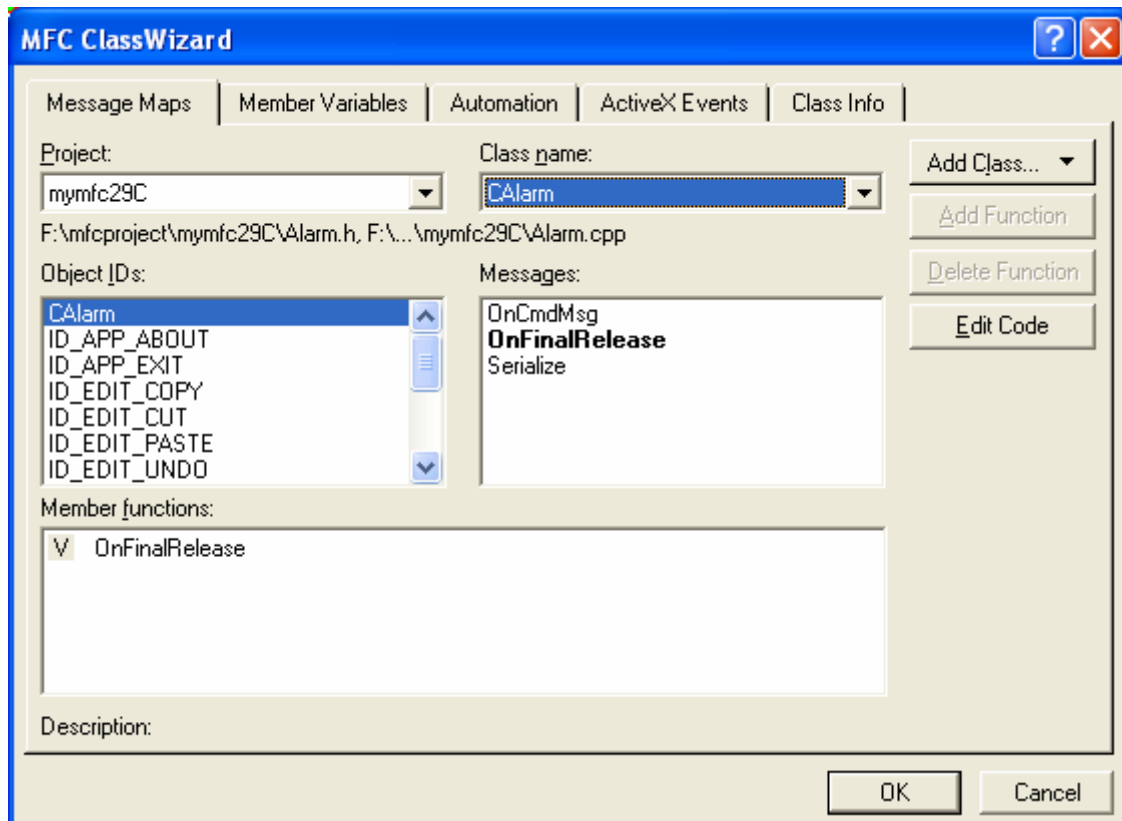 MFC ClassWizard
Message Maps Member Variables Automation ActiveX Events Class Info
Project: Class name:
mymfc29C CAlarm
Add Class...
F:\mfcproject\mymfc29C\Alarm.h, F:\...\mymfc29C\Alarm.cpp
Add Function
Object IDs: Messages:
Delete Function
CAlarm
ID_APP_ABOUT
ID_APP_EXIT
ID_EDIT_COPY
ID_EDIT_CUT
ID_EDIT_PASTE
ID_EDIT_UNDO
OnCmdMsg
OnFinalRelease
Serialize
Edit Code
Member functions:
V OnFinalRelease
Description:
OK Cancel